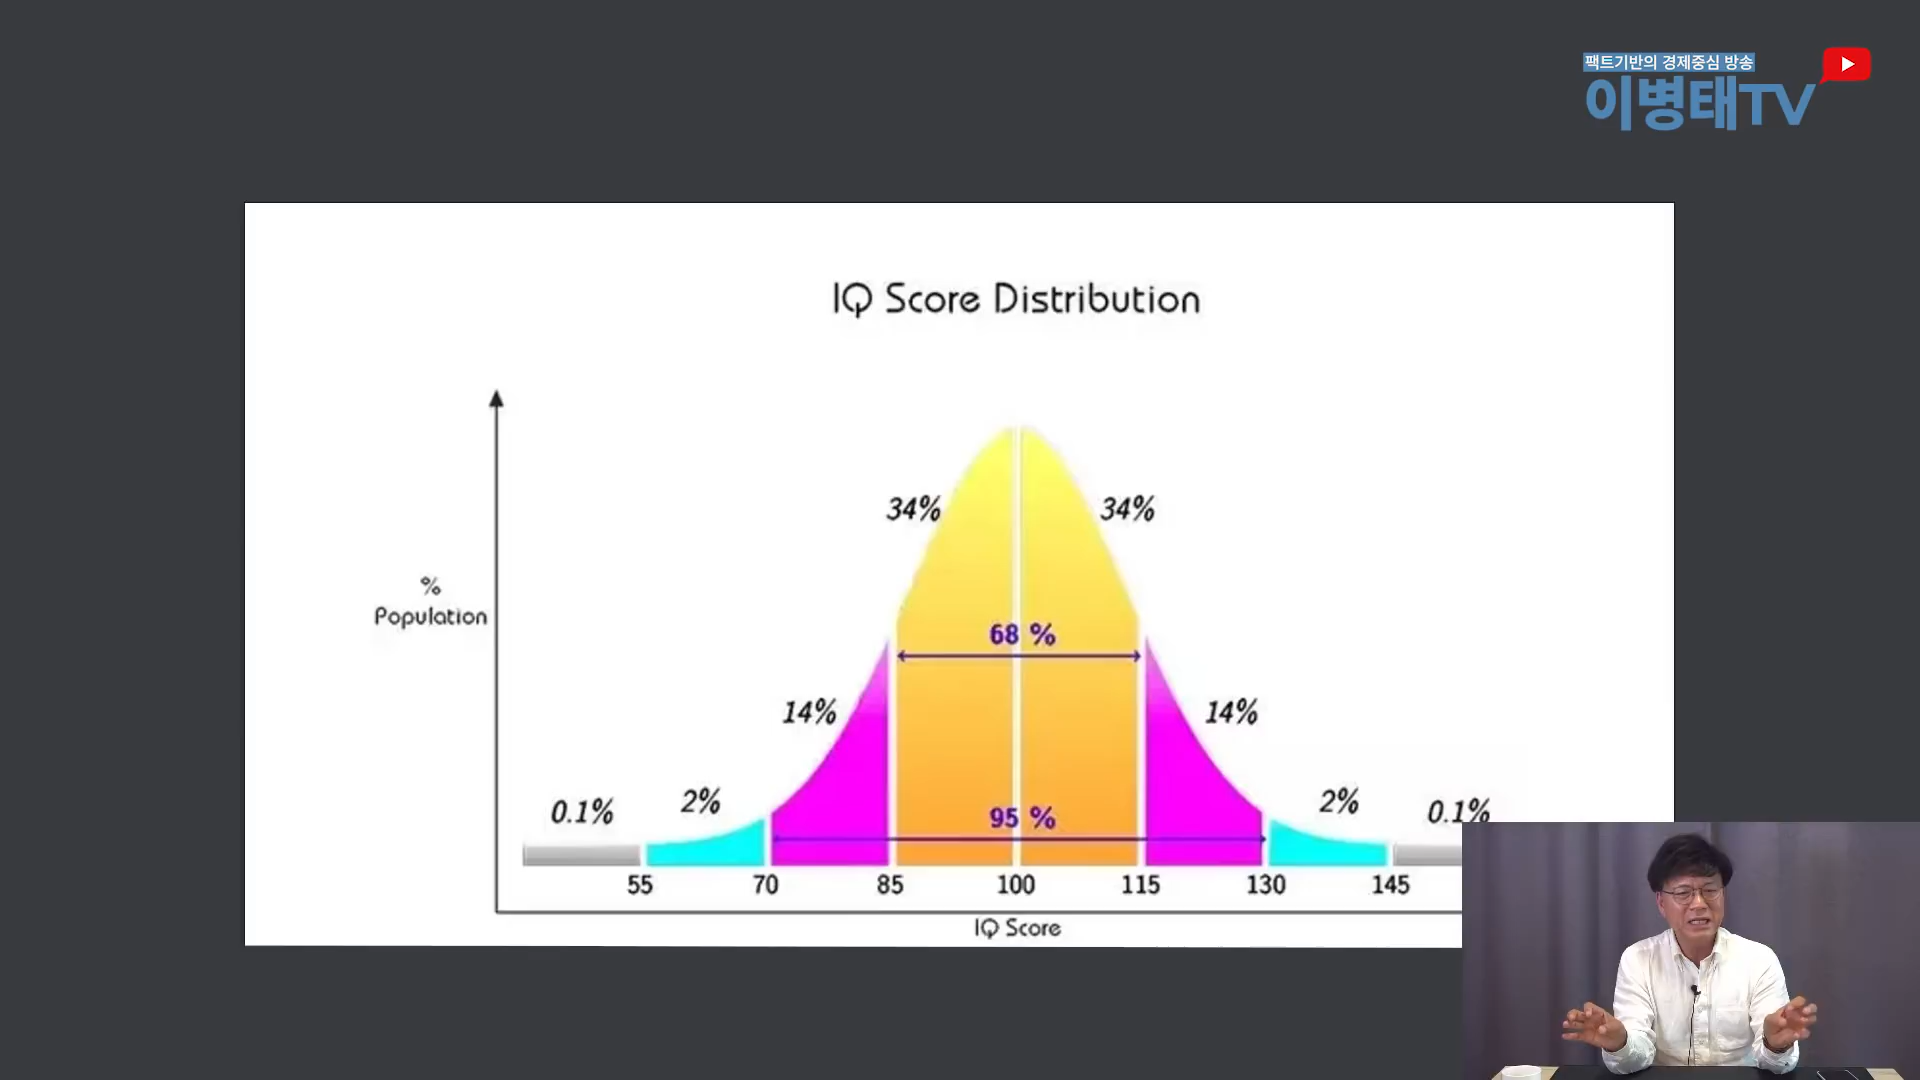 팩트기반의 경제중심 방송
이병태TV
IQ Score Distribution
34% 34%
%
Population
68 %
14% 14%
95 %
0.1% 2% 2% 0.1%
55 70 85 100 115 130 145
IQ Score